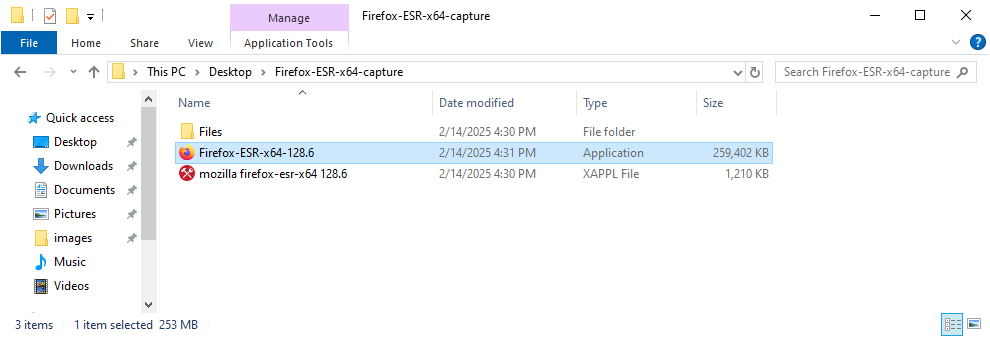 Manage
Firefox-ESR-x64-capture
File Home Share View Application Tools
This PC Desktop Firefox-ESR-x64-capture
Search Firefox-ESR-x64-capture
Name Date modified Type Size
Quick access
Desktop
Downloads
Documents
Pictures
images
Music
Videos
Files 2/14/2025 4:30 PM File folder
Firefox-ESR-x64-128.6 2/14/2025 4:31 PM Application 259,402 KB
mozilla firefox-esr-x64 128.6 2/14/2025 4:30 PM XAPPL File 1,210 KB
3 items 1 item selected 253 MB